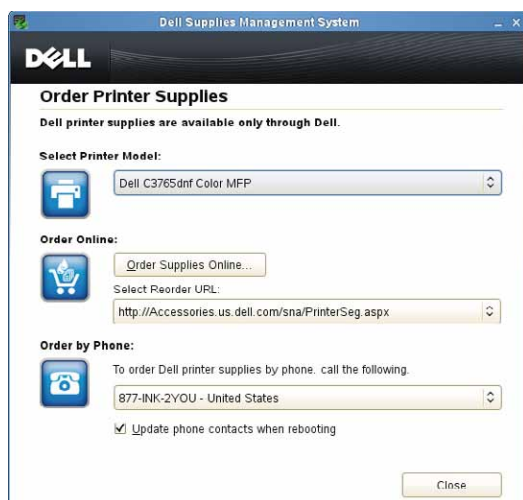 Dell Supplies Management System
DELL
Order Printer Supplies
Dell printer supplies are available only through Dell.
Select Printer Model:
Dell C3765dnf Color MFP
Order Online:
Order Supplies Online...
Select Reorder URL:
http://Accessories.us.dell.com/sna/PrinterSeg.aspx
Order by Phone:
To order Dell printer supplies by phone. call the following.
877-INK-2YOU - United States
Update phone contacts when rebooting
Close